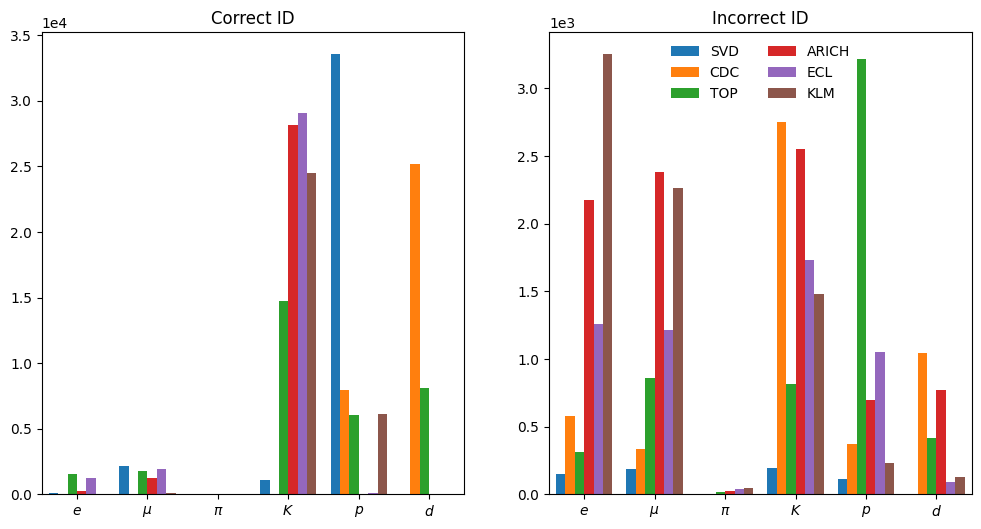 Correct ID
1e4
3.5
3.0
2.5
2.0
1.5
1.0
0.5
0.0
e μ π K p d
Incorrect ID
1e3
SVD ARICH
CDC ECL
TOP KLM
3.0
2.5
2.0
1.5
1.0
0.5
0.0
e μ π K p d